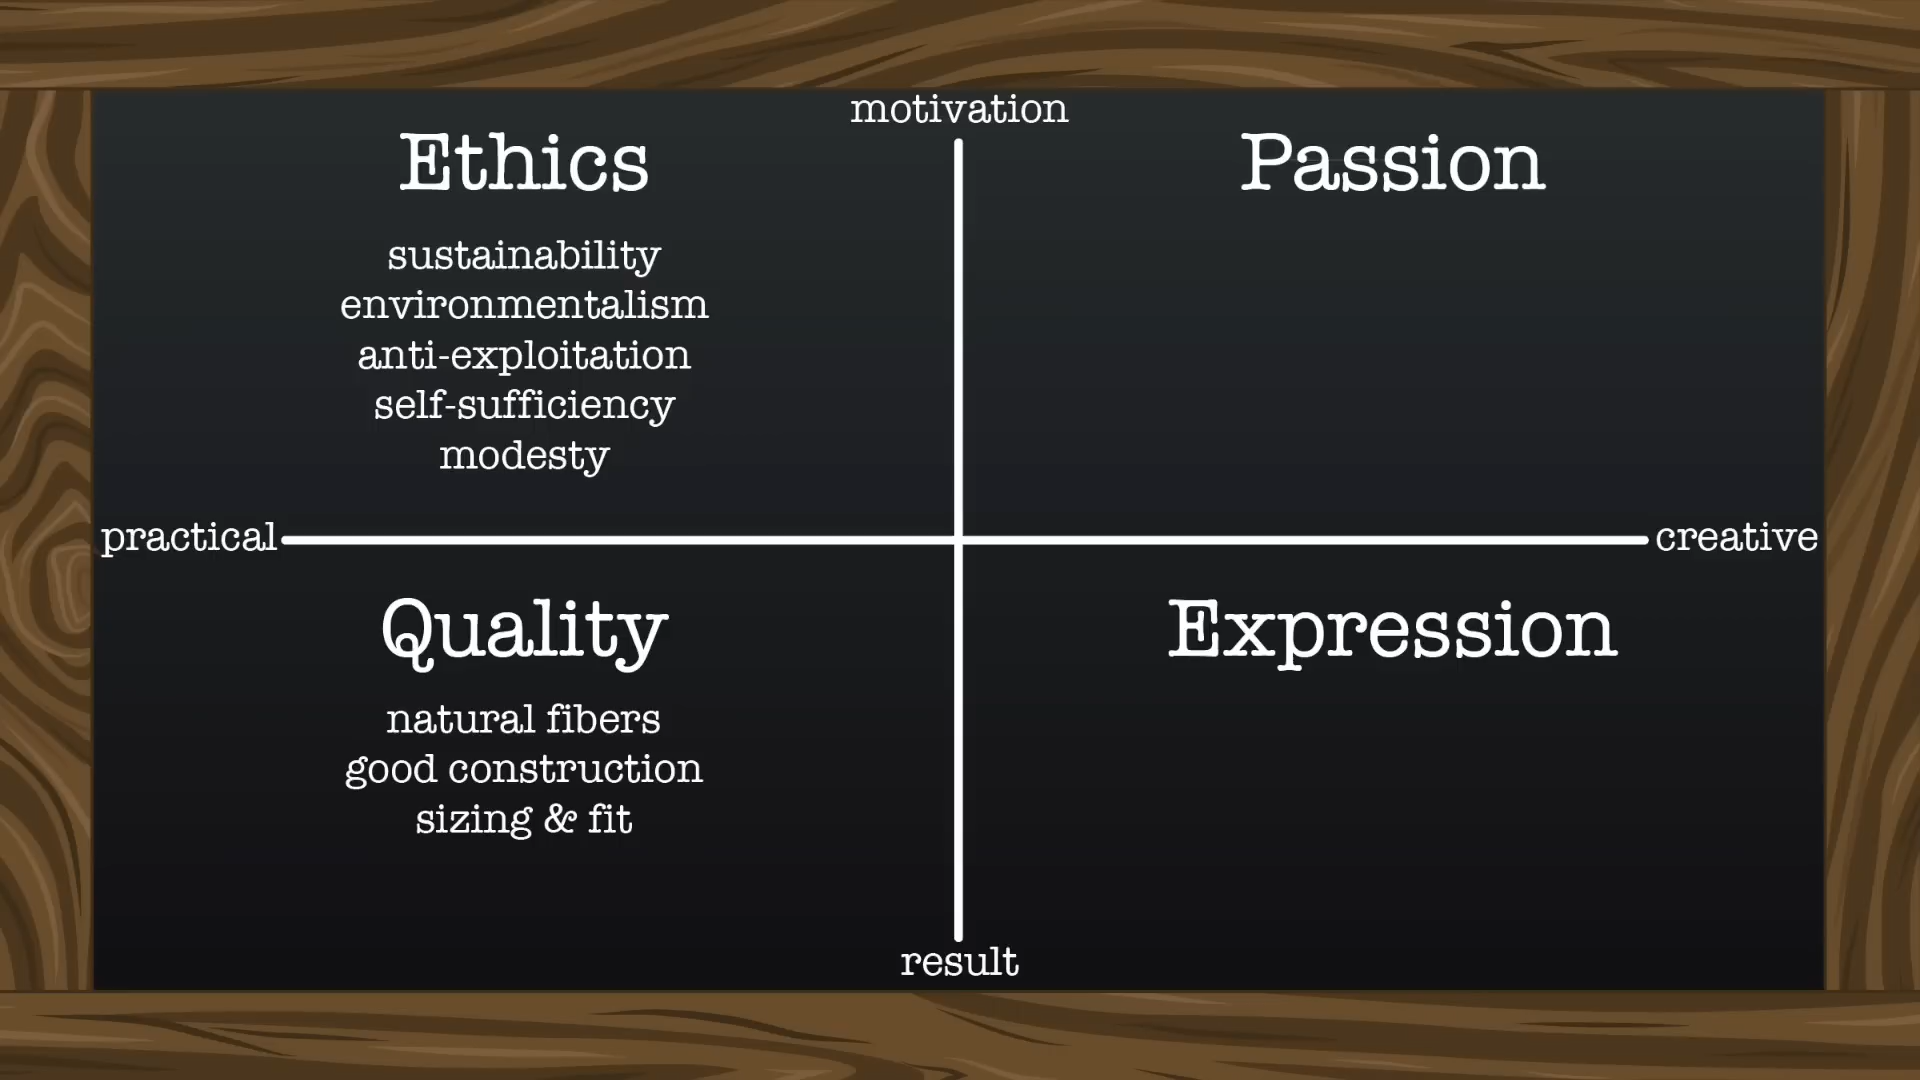 motivation
Ethics
Passion
sustainability
environmentalism
anti-exploitation
self-sufficiency
modesty
practical
creative
Quality
Expression
natural fibers
good construction
sizing & fit
result